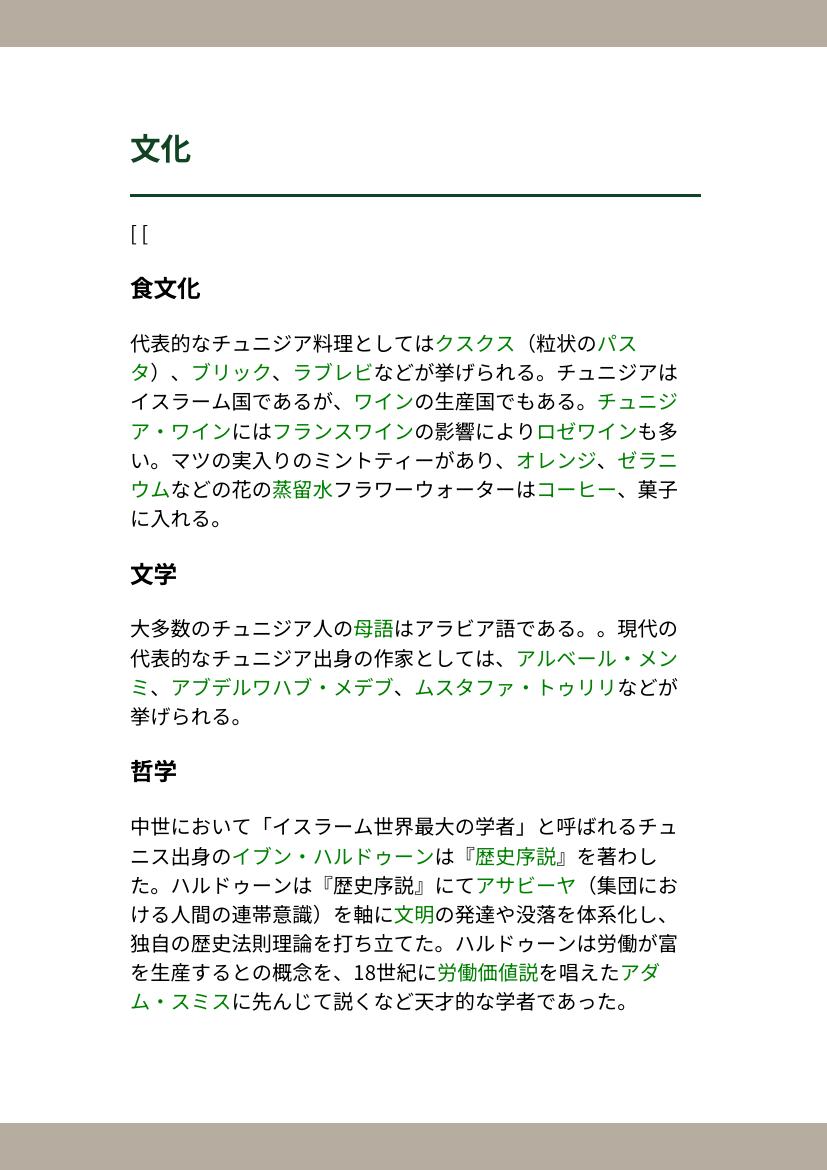 文化
[ [
食文化
代表的なチュニジア料理としてはクスクス（粒状のパス
タ）、ブリック、ラブレビなどが挙げられる。チュニジアは
イスラーム国であるが、ワインの生産国でもある。チュニジ
ア・ワインにはフランスワインの影響によりロゼワインも多
い。マツの実入りのミントティーがあり、オレンジ、ゼラニ
ウムなどの花の蒸留水フラワーウォーターはコーヒー、菓子
に入れる。
文学
大多数のチュニジア人の母語はアラビア語である。。現代の
代表的なチュニジア出身の作家としては、アルベール・メン
ミ、アブデルワハブ・メデブ、ムスタファ・トゥリリなどが
挙げられる。
哲学
中世において「イスラーム世界最大の学者」と呼ばれるチュ
ニス出身のイブン・ハルドゥーンは『歴史序説』を著わし
た。ハルドゥーンは『歴史序説』にてアサビーヤ（集団にお
ける人間の連帯意識）を軸に文明の発達や没落を体系化し、
独自の歴史法則理論を打ち立てた。ハルドゥーンは労働が富
を生産するとの概念を、18世紀に労働価値説を唱えたアダ
ム・スミスに先んじて説くなど天才的な学者であった。